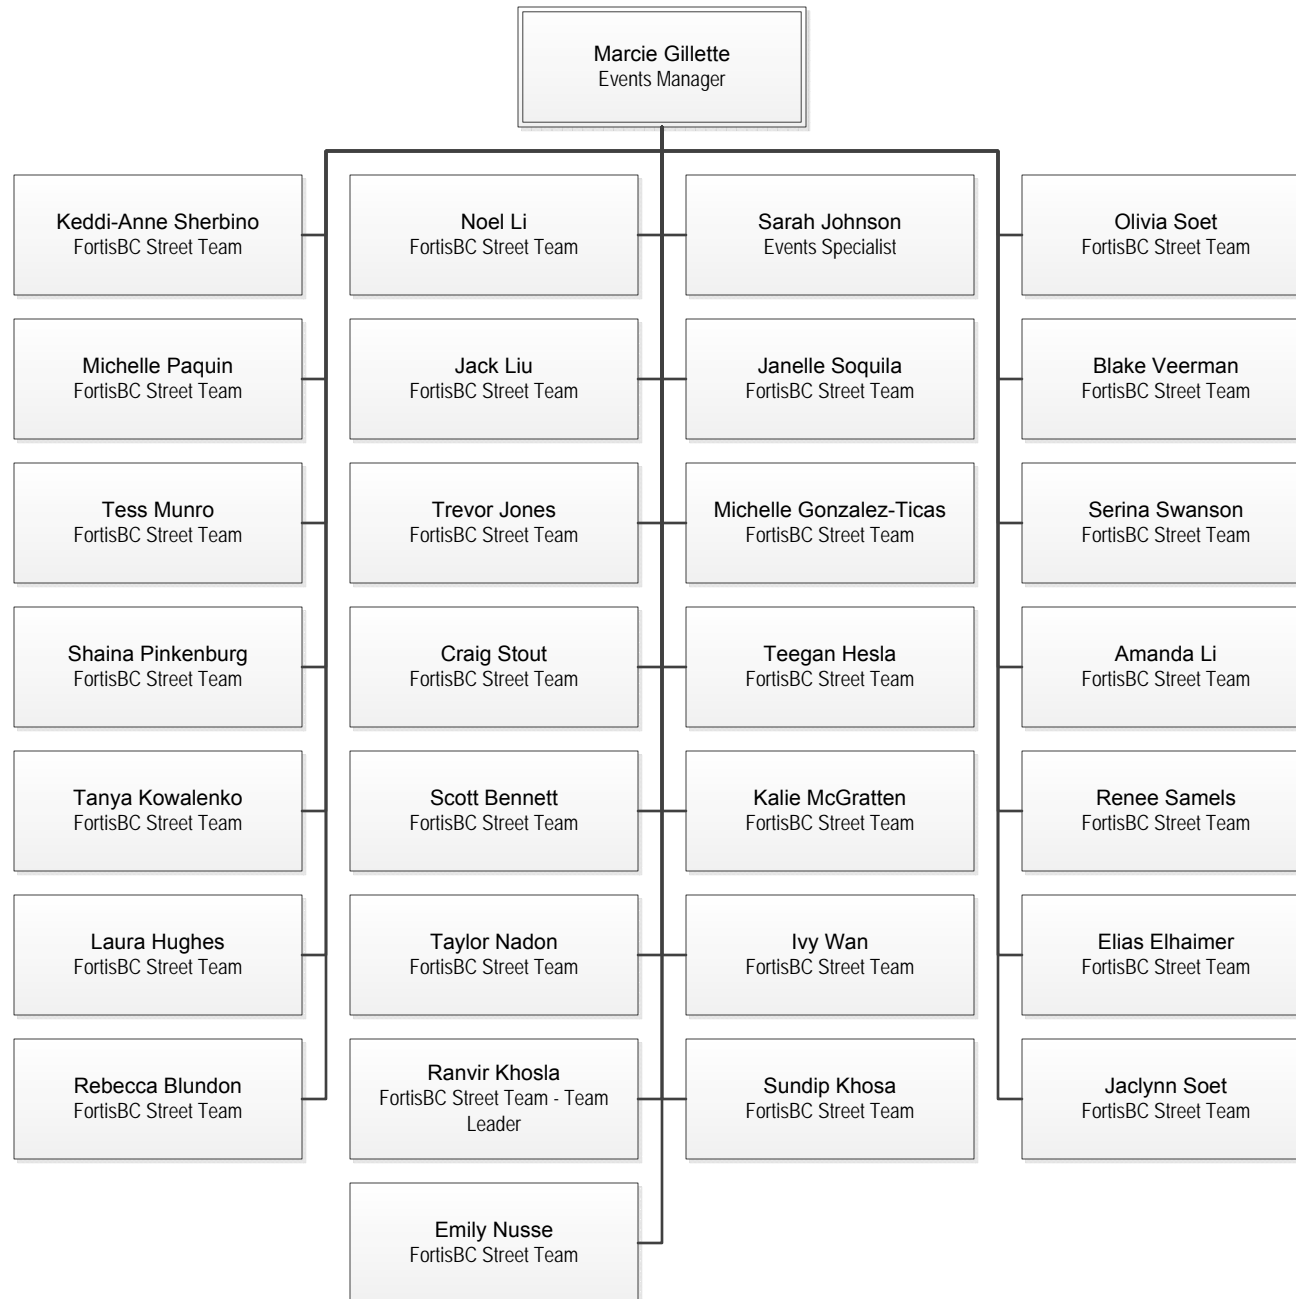 Marcie Gillette
Events Manager
Keddi-Anne Sherbino
FortisBC Street Team
Noel Li
FortisBC Street Team
Sarah Johnson
Events Specialist
Olivia Soet
FortisBC Street Team
Michelle Paquin
FortisBC Street Team
Jack Liu
FortisBC Street Team
Janelle Soquila
FortisBC Street Team
Blake Veerman
FortisBC Street Team
Tess Munro
FortisBC Street Team
Trevor Jones
FortisBC Street Team
Michelle Gonzalez-Ticas
FortisBC Street Team
Serina Swanson
FortisBC Street Team
Shaina Pinkenburg
FortisBC Street Team
Craig Stout
FortisBC Street Team
Teegan Hesla
FortisBC Street Team
Amanda Li
FortisBC Street Team
Tanya Kowalenko
FortisBC Street Team
Scott Bennett
FortisBC Street Team
Kalie McGratten
FortisBC Street Team
Renee Samels
FortisBC Street Team
Laura Hughes
FortisBC Street Team
Taylor Nadon
FortisBC Street Team
Ivy Wan
FortisBC Street Team
Elias Elhaimer
FortisBC Street Team
Rebecca Blundon
FortisBC Street Team
Ranvir Khosla
FortisBC Street Team - Team
Leader
Sundip Khosa
FortisBC Street Team
Jaclynn Soet
FortisBC Street Team
Emily Nusse
FortisBC Street Team